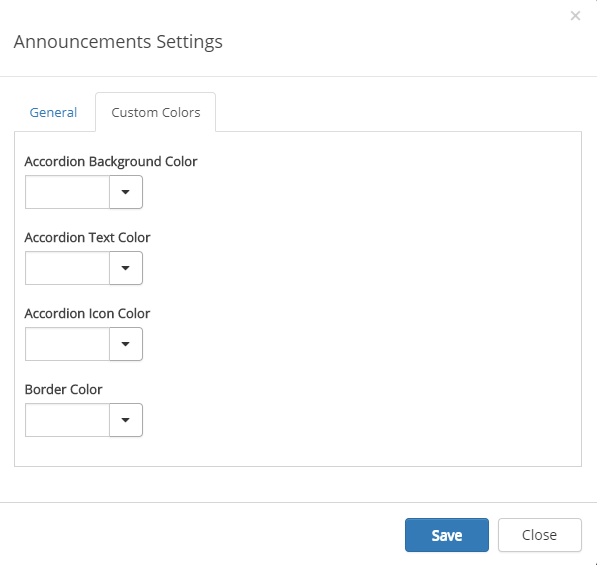 Announcements Settings
General
Custom Colors
Accordion Background Color
Accordion Text Color
Accordion Icon Color
Border Color
Save
Close